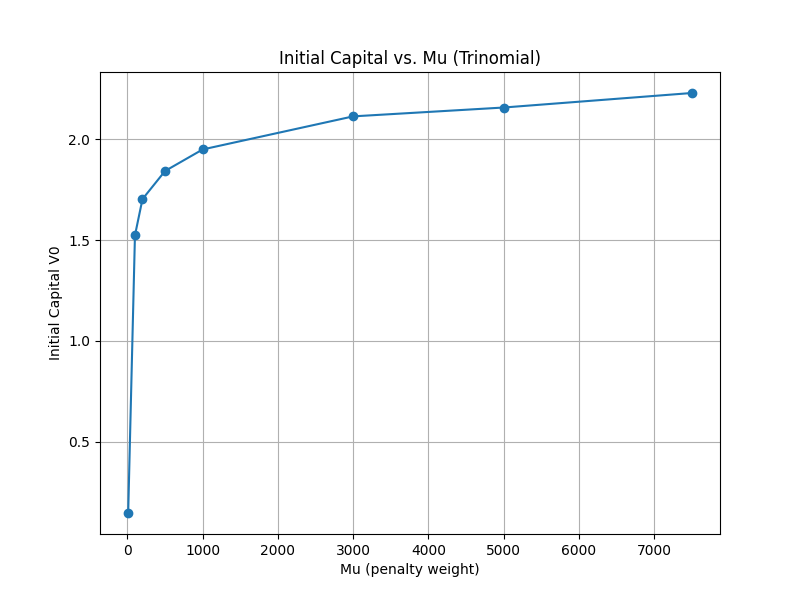 Initial Capital vs. Mu (Trinomial)
Initial Capital V0
2.0
1.5
1.0
0.5
0 1000 2000 3000 4000 5000 6000 7000
Mu (penalty weight)